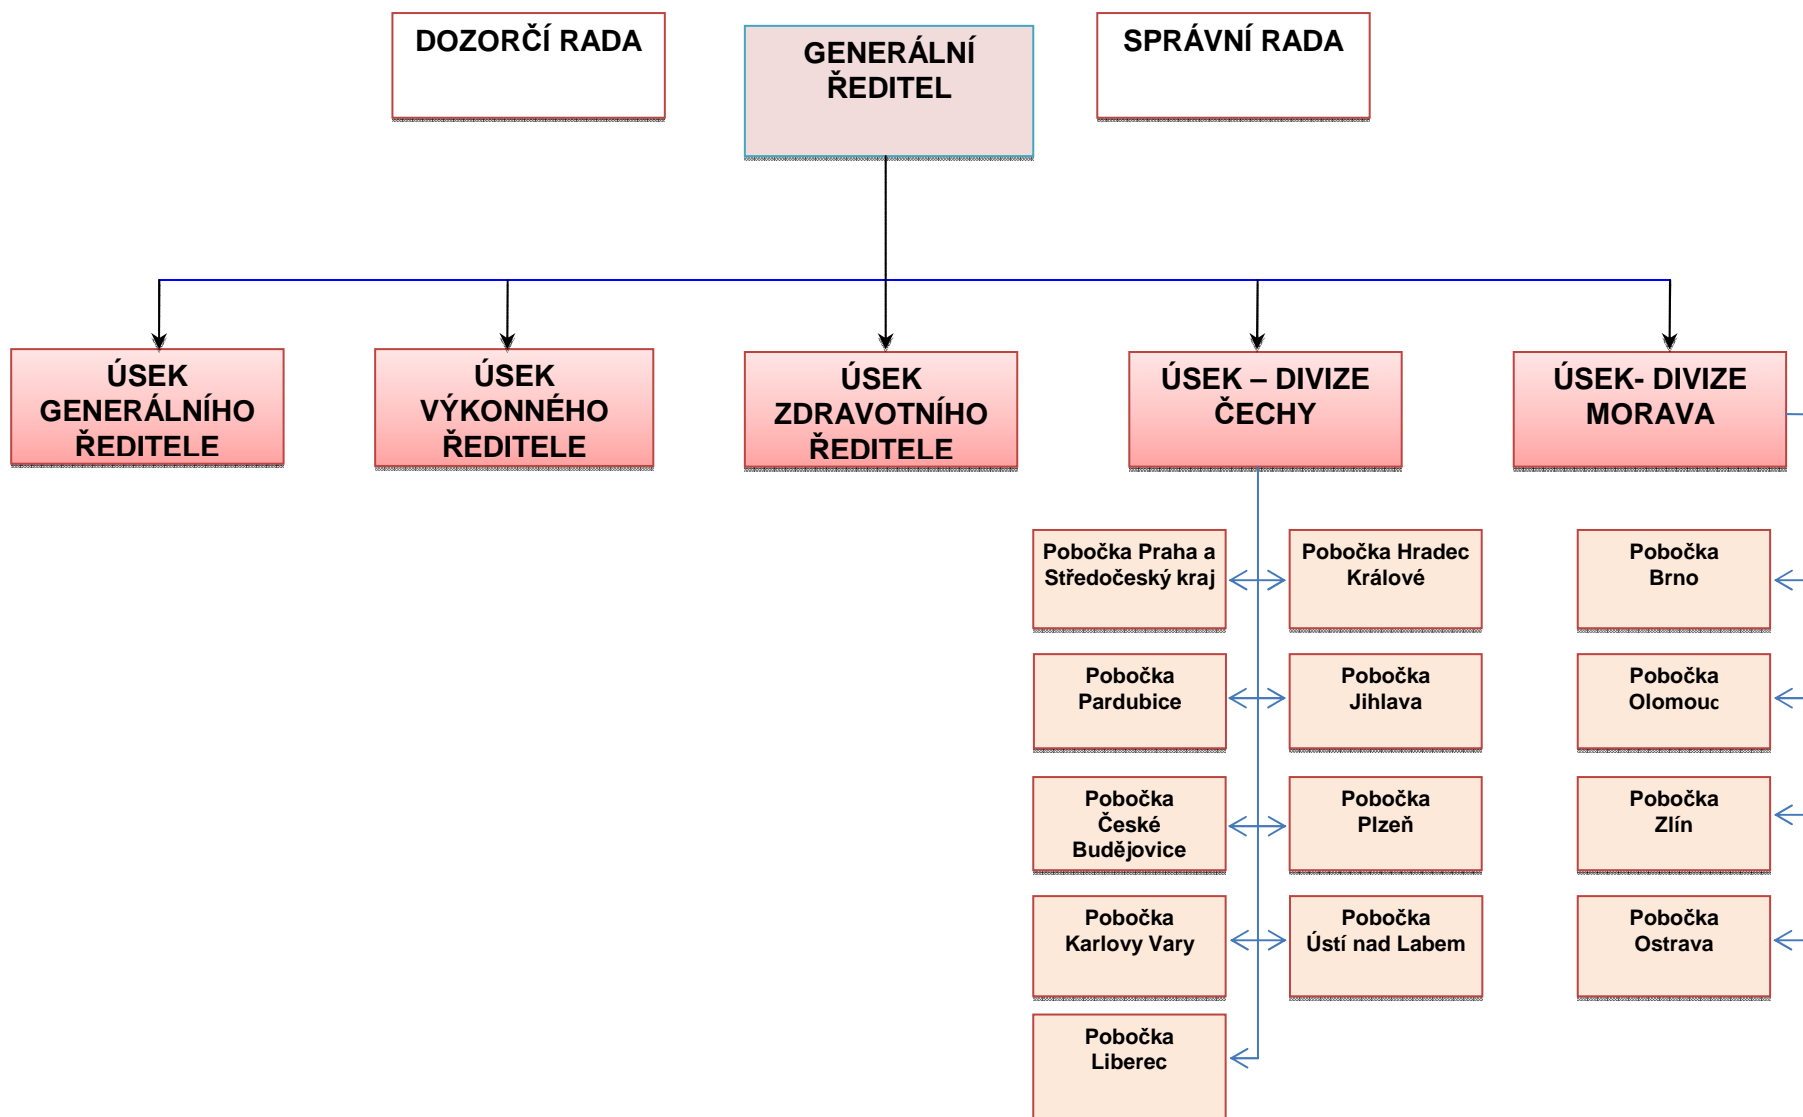 DOZORČÍ RADA
GENERÁLNÍ
ŘEDITEL
SPRÁVNÍ RADA
ÚSEK
GENERÁLNÍHO
ŘEDITELE
ÚSEK
VÝKONNÉHO
ŘEDITELE
ÚSEK
ZDRAVOTNÍHO
ŘEDITELE
ÚSEK – DIVIZE
ČECHY
ÚSEK- DIVIZE
MORAVA
Pobočka Praha a
Středočeský kraj
Pobočka Hradec
Králové
Pobočka
Brno
Pobočka
Pardubice
Pobočka
Jihlava
Pobočka
Olomouc
Pobočka
České
Budějovice
Pobočka
Plzeň
Pobočka
Zlín
Pobočka
Karlovy Vary
Pobočka
Ústí nad Labem
Pobočka
Ostrava
Pobočka
Liberec